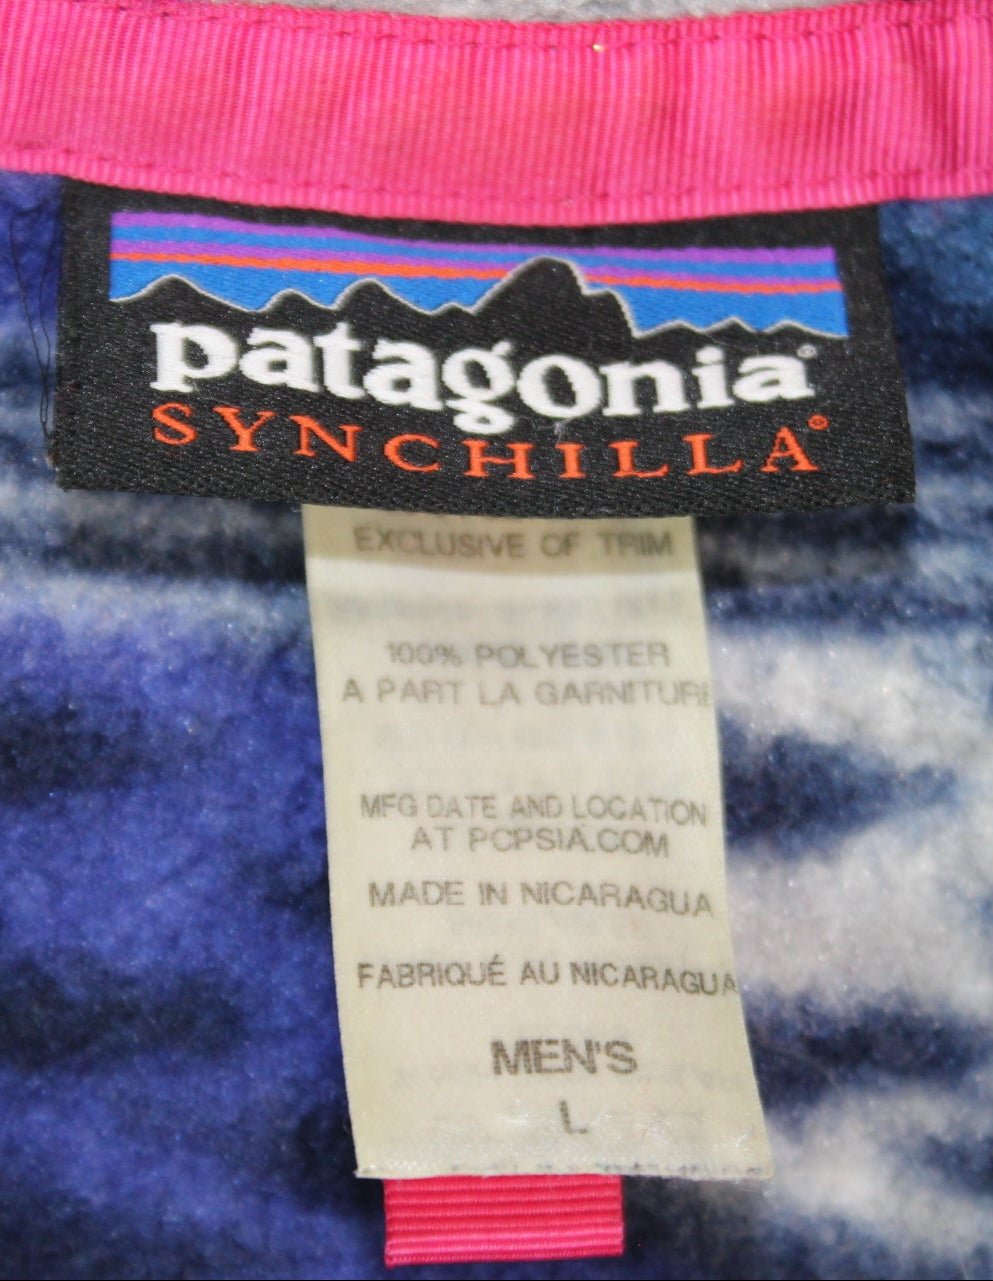 patagonia®
SYNCHILLA®
EXCLUSIVE OF TRIM
100% POLYESTER
A PART LA GARNITURE
MFG DATE AND LOCATION
AT PCPSIA.COM
MADE IN NICARAGUA
FABRIQUÉ AU NICARAGUA
MEN'S
L